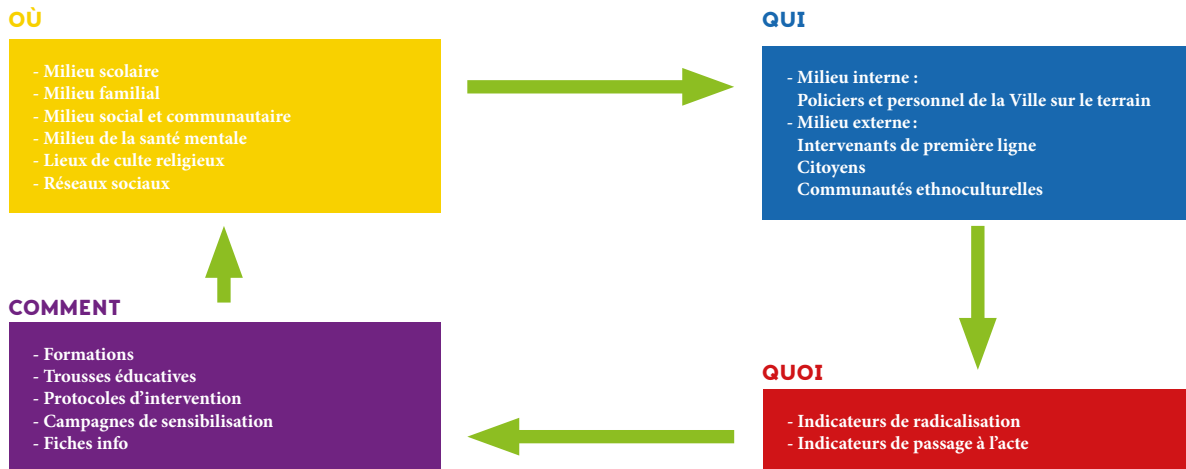 OÙ
- Milieu scolaire
- Milieu familial
- Milieu social et communautaire
- Milieu de la santé mentale
- Lieux de culte religieux
- Réseaux sociaux
QUI
- Milieu interne :
Policiers et personnel de la Ville sur le terrain
- Milieu externe :
Intervenants de première ligne
Citoyens
Communautés ethnoculturelles
QUOI
- Indicateurs de radicalisation
- Indicateurs de passage à l'acte
COMMENT
- Formations
- Trousses éducatives
- Protocoles d'intervention
- Campagnes de sensibilisation
- Fiches info